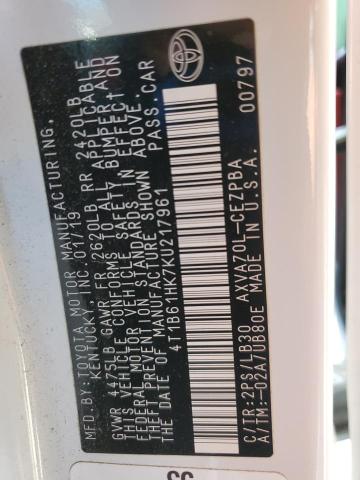 MFD. BY: TOYOTA MOTOR MANUFACTURING,
KENTUCKY, INC. 01/19
GVWR 4475LB GAWR FR 2620LB RR 2420LB
THIS VEHICLE CONFORMS TO ALL APPLICABLE
FEDERAL MOTOR VEHICLE SAFETY, BUMPER, AND
THEFT PREVENTION STANDARDS IN EFFECT ON
THE DATE OF MANUFACTURE SHOWN ABOVE.
4T1B61HK7KU217961 PASS.CAR
C/TR:2PS/LB30 AXVA70L-CEZPBA
A/TM:-02A/UB80E MADE IN U.S.A.
00797